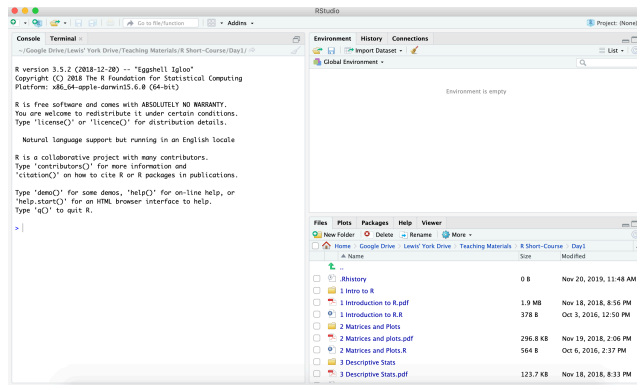 RStudio
Go to file/function
Addins
Project: (None)
Console Terminal ×
~/Google Drive/Lewis' York Drive/Teaching Materials/R Short-Course/Day1/
R version 3.5.2 (2018-12-20) -- "Eggshell Igloo"
Copyright (C) 2018 The R Foundation for Statistical Computing
Platform: x86_64-apple-darwin15.6.0 (64-bit)
R is free software and comes with ABSOLUTELY NO WARRANTY.
You are welcome to redistribute it under certain conditions.
Type 'license()' or 'licence()' for distribution details.
Natural language support but running in an English locale
R is a collaborative project with many contributors.
Type 'contributors()' for more information and
'citation()' on how to cite R or R packages in publications.
Type 'demo()' for some demos, 'help()' for on-line help, or
'help.start()' for an HTML browser interface to help.
Type 'q()' to quit R.
>
Environment History Connections
Import Dataset List
Global Environment
Environment is empty
Files Plots Packages Help Viewer
New Folder Delete Rename More
Home Google Drive Lewis' York Drive Teaching Materials R Short-Course Day1
Name Size Modified
..
.Rhistory 0 B Nov 20, 2019, 11:48 AM
1 Intro to R
1 Introduction to R.pdf 1.9 MB Nov 18, 2018, 8:56 PM
1 Introduction to R.R 378 B Oct 3, 2016, 12:50 PM
2 Matrices and Plots
2 Matrices and plots.pdf 296.8 KB Nov 19, 2018, 2:06 PM
2 Matrices and Plots.R 564 B Oct 6, 2016, 2:37 PM
3 Descriptive Stats
3 Descriptive Stats.pdf 123.7 KB Nov 18, 2018, 8:33 PM